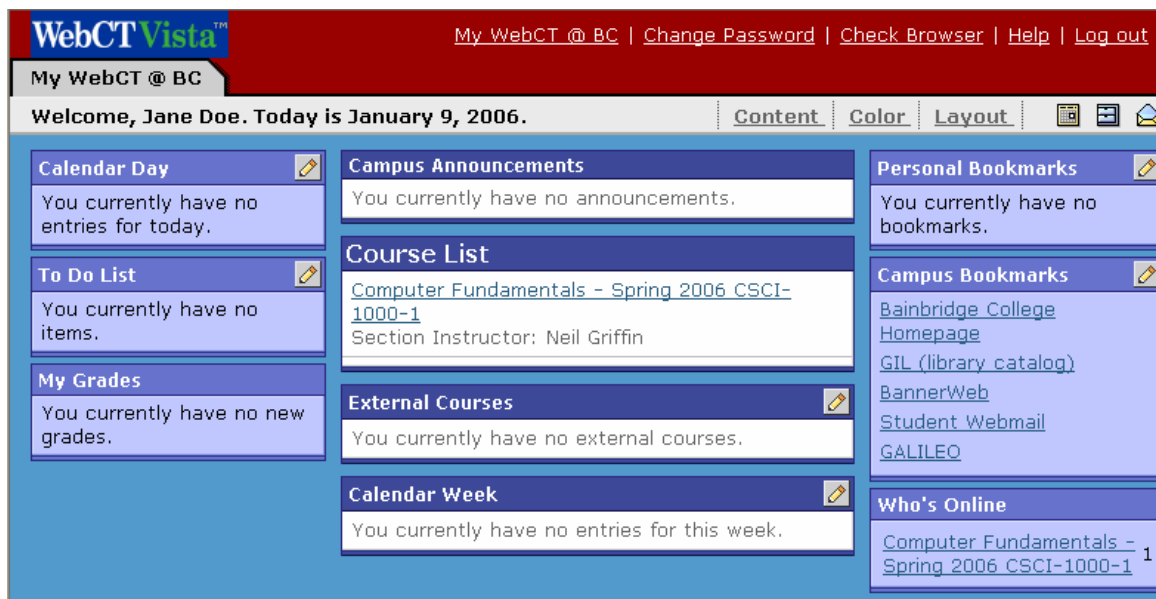 WebCT Vista™
My WebCT @ BC | Change Password | Check Browser | Help | Log out
My WebCT @ BC
Welcome, Jane Doe. Today is January 9, 2006.
Content
Color
Layout
Calendar Day
You currently have no
entries for today.
To Do List
You currently have no
items.
My Grades
You currently have no new
grades.
Campus Announcements
You currently have no announcements.
Course List
Computer Fundamentals - Spring 2006 CSCI-
1000-1
Section Instructor: Neil Griffin
External Courses
You currently have no external courses.
Calendar Week
You currently have no entries for this week.
Personal Bookmarks
You currently have no
bookmarks.
Campus Bookmarks
Bainbridge College
Homepage
GIL (library catalog)
BannerWeb
Student Webmail
GALILEO
Who's Online
Computer Fundamentals -
Spring 2006 CSCI-1000-1 1